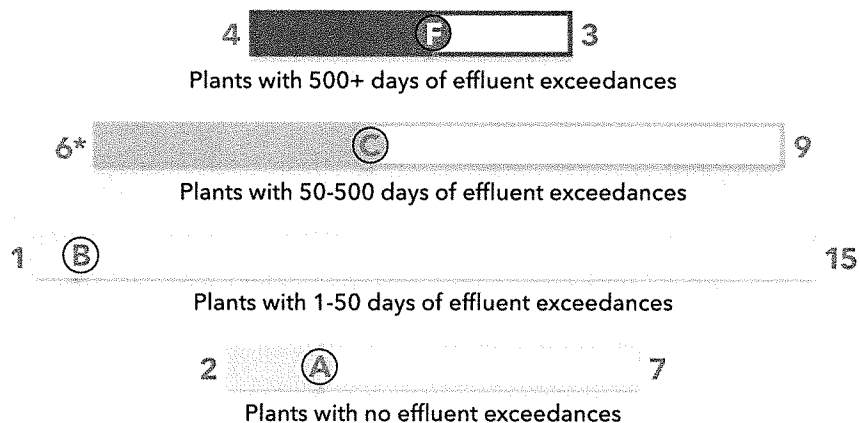 4 F 3
Plants with 500+ days of effluent exceedances
6* C 9
Plants with 50-500 days of effluent exceedances
1 B 15
Plants with 1-50 days of effluent exceedances
2 A 7
Plants with no effluent exceedances